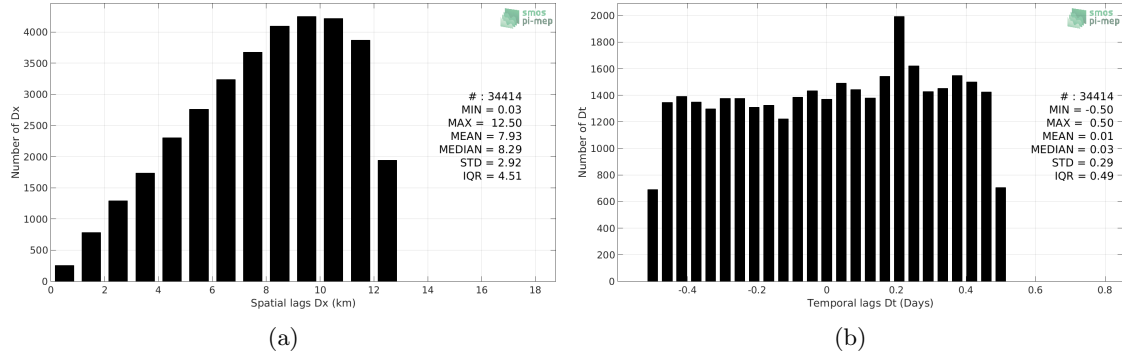 smos
pi-mep
4000
3500
3000
2500
2000
1500
1000
500
0
Number of Dx
# : 34414
MIN = 0.03
MAX = 12.50
MEAN = 7.93
MEDIAN = 8.29
STD = 2.92
IQR = 4.51
0 2 4 6 8 10 12 14 16 18
Spatial lags Dx (km)
(a)
smos
pi-mep
2000
1800
1600
1400
1200
1000
800
600
400
200
0
Number of Dt
# : 34414
MIN = -0.50
MAX = 0.50
MEAN = 0.01
MEDIAN = 0.03
STD = 0.29
IQR = 0.49
-0.4 -0.2 0 0.2 0.4 0.6 0.8
Temporal lags Dt (Days)
(b)